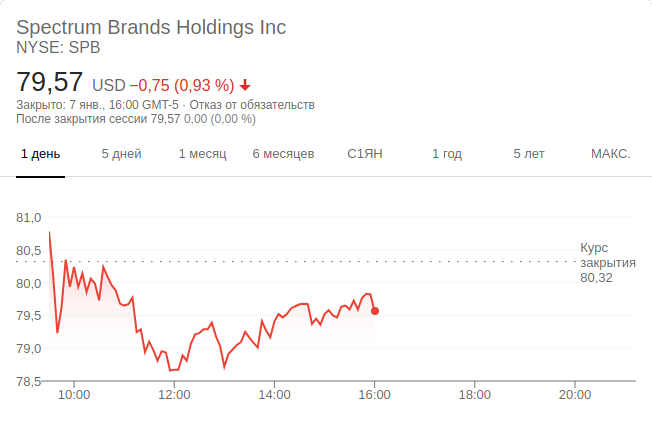 Spectrum Brands Holdings Inc
NYSE: SPB
79,57 USD −0,75 (0,93 %)
Закрыто: 7 янв., 16:00 GMT-5 · Отказ от обязательств
После закрытия сессии 79,57 0,00 (0,00 %)
1 день 5 дней 1 месяц 6 месяцев С1ЯН 1 год 5 лет МАКС.
81,0
80,5
80,0
79,5
79,0
78,5
Курс
закрытия
80,32
10:00 12:00 14:00 16:00 18:00 20:00